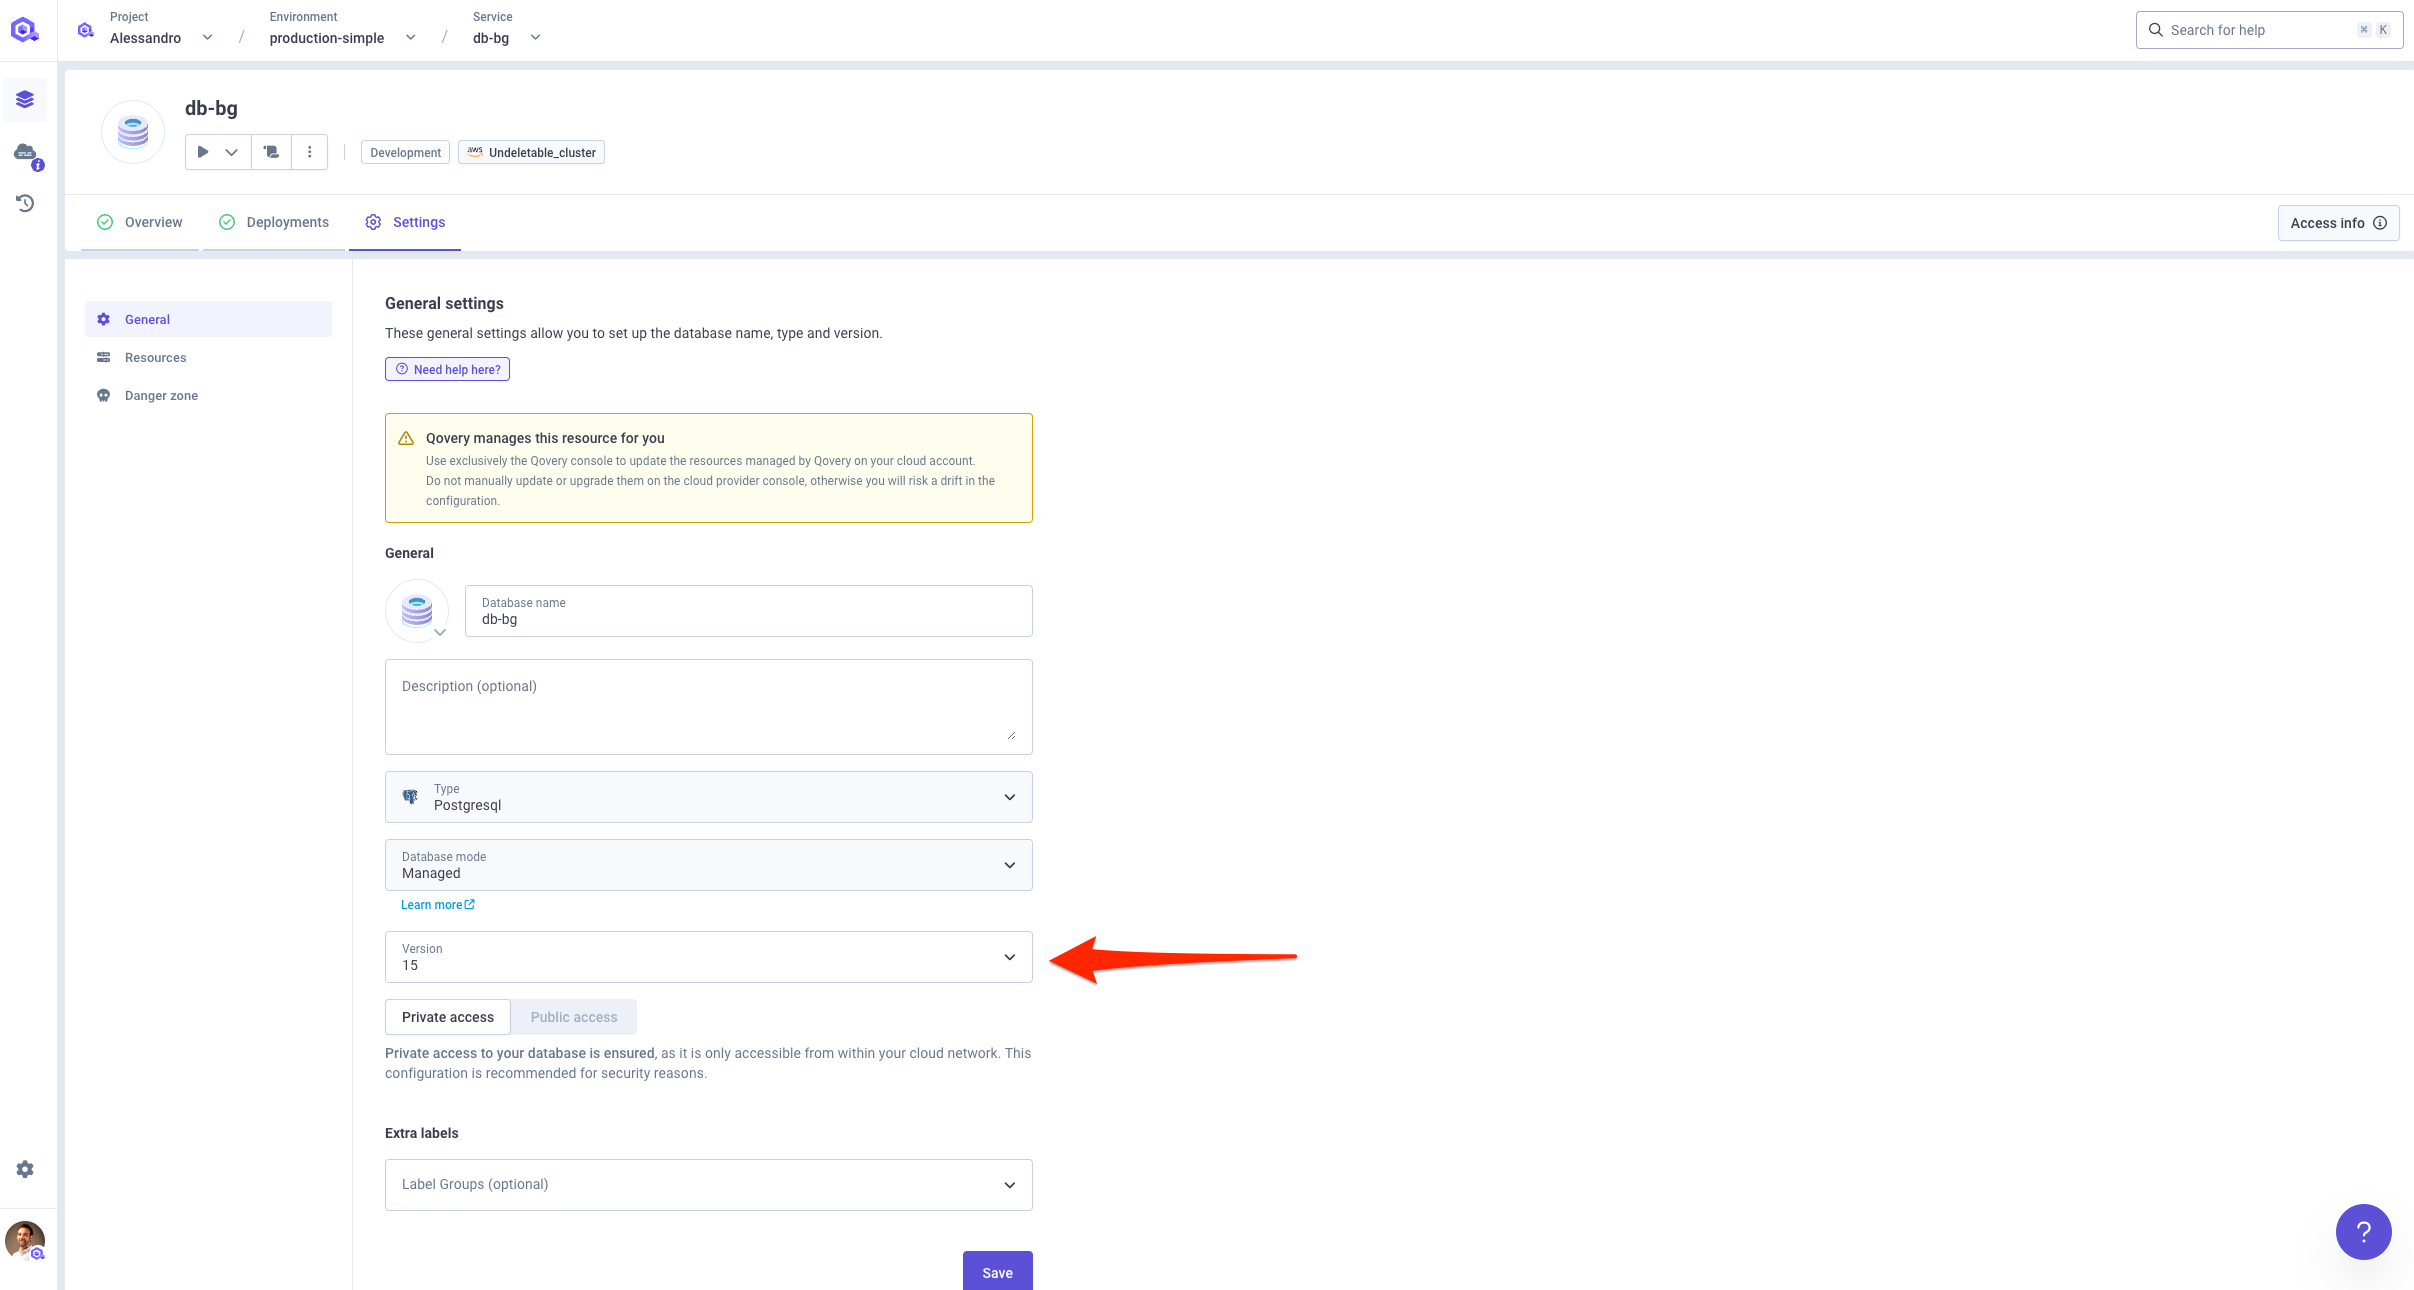 Project
Alessandro
/
Environment
production-simple
/
Service
db-bg
Search for help
⌘ K
db-bg
Development
aws Undeletable_cluster
Overview
Deployments
Settings
Access info
General
Resources
Danger zone
General settings
These general settings allow you to set up the database name, type and version.
Need help here?
Qovery manages this resource for you
Use exclusively the Qovery console to update the resources managed by Qovery on your cloud account.
Do not manually update or upgrade them on the cloud provider console, otherwise you will risk a drift in the
configuration.
General
Database name
db-bg
Description (optional)
Type
Postgresql
Database mode
Managed
Learn more
Version
15
Private access
Public access
Private access to your database is ensured, as it is only accessible from within your cloud network. This
configuration is recommended for security reasons.
Extra labels
Label Groups (optional)
Save
?